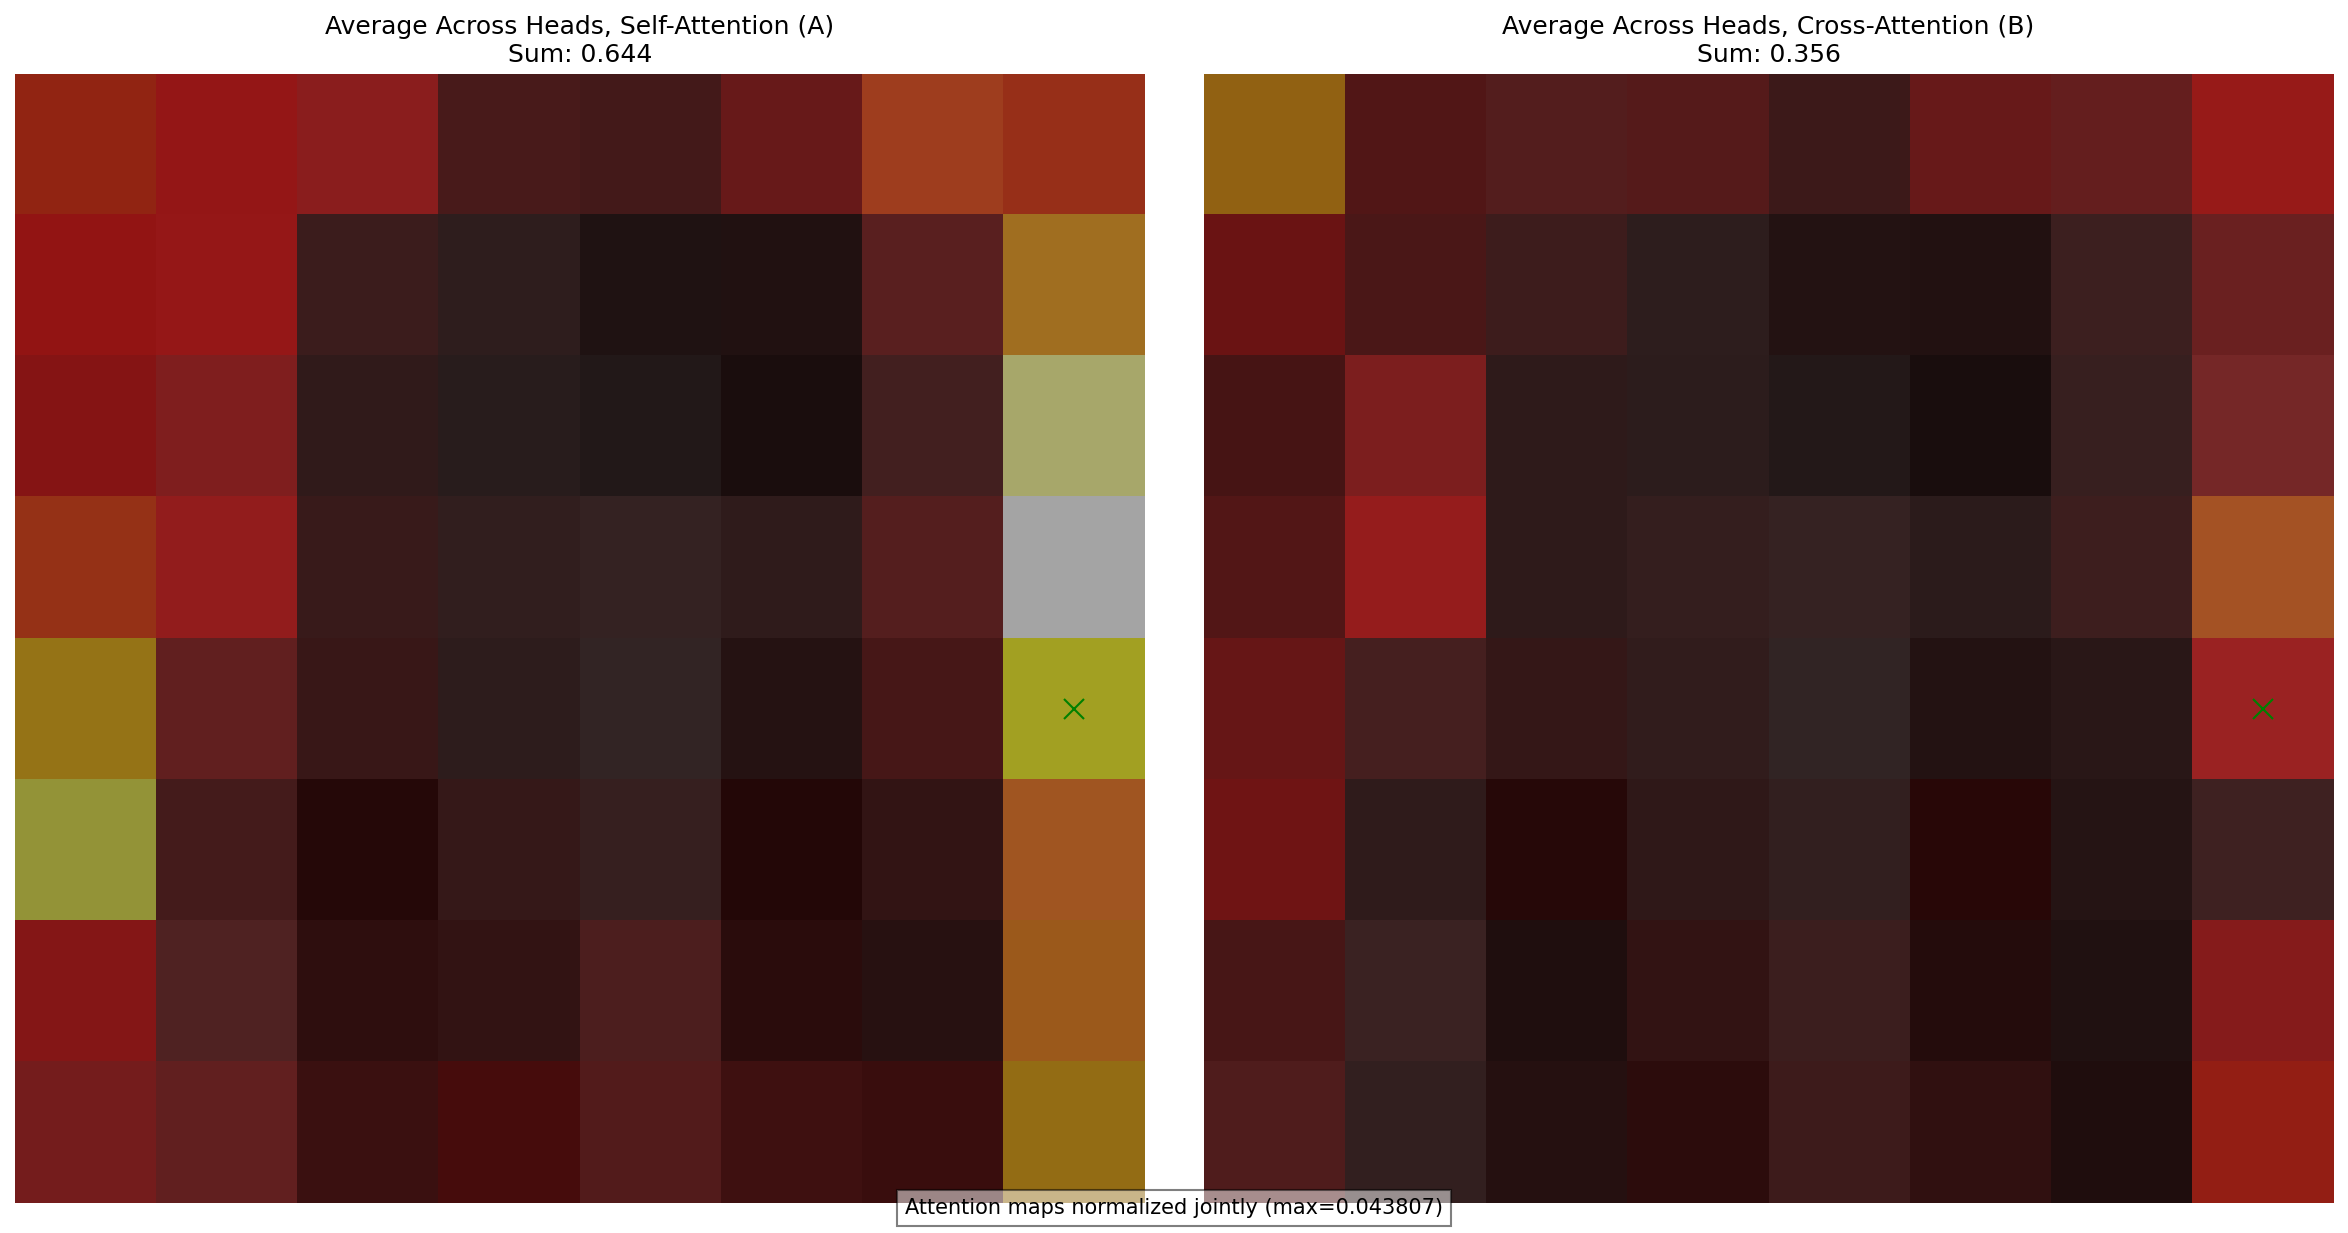 Average Across Heads, Self-Attention (A)
Sum: 0.644
Average Across Heads, Cross-Attention (B)
Sum: 0.356
Attention maps normalized jointly (max=0.043807)